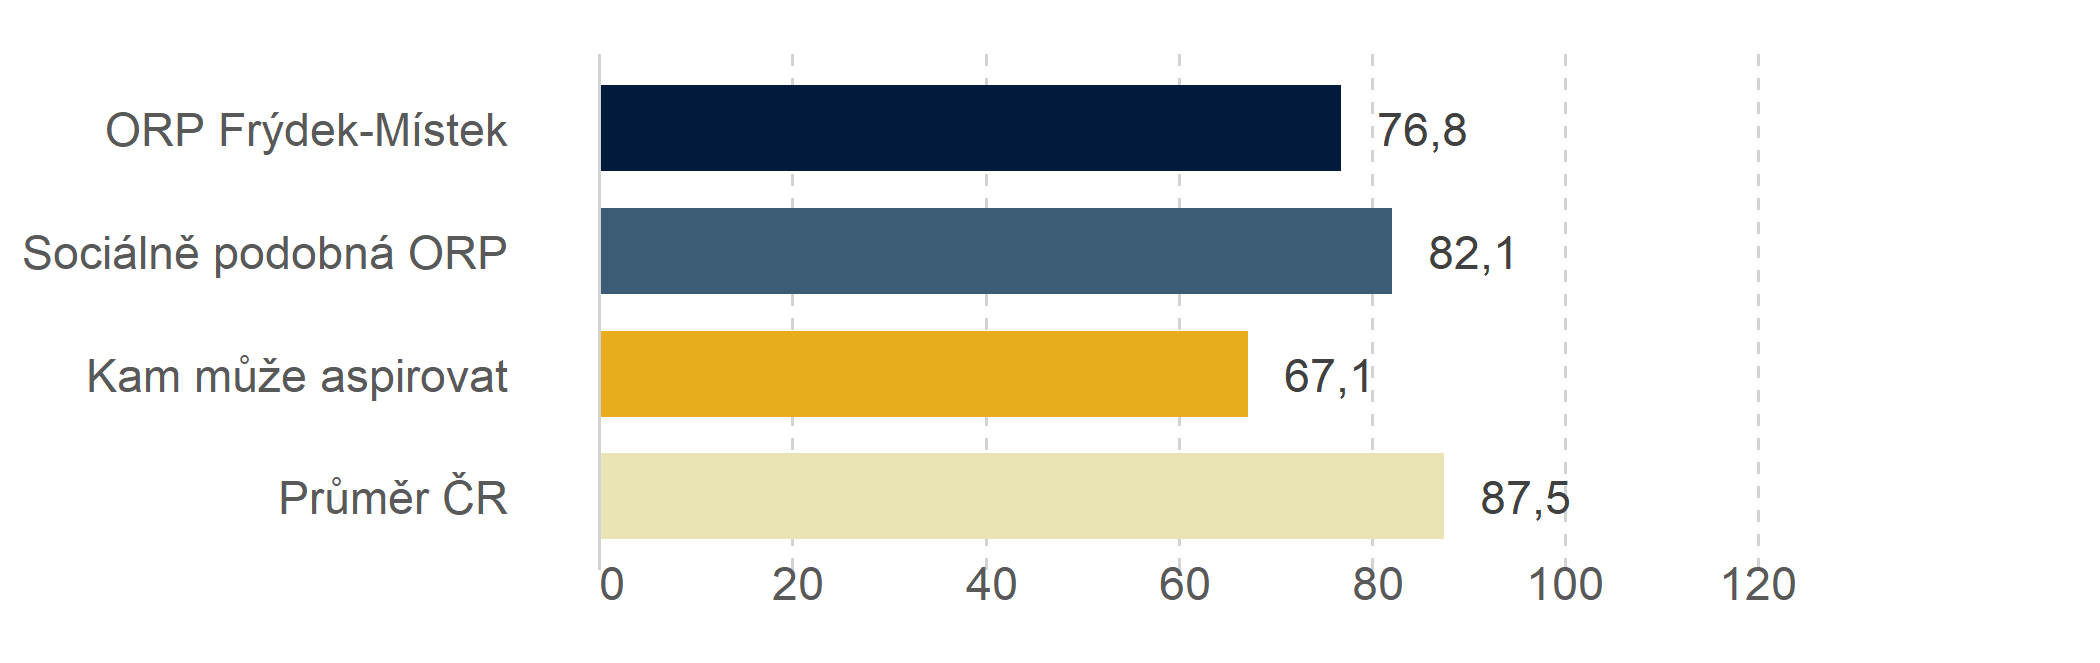 ORP Frýdek-Místek 76,8
Sociálně podobná ORP 82,1
Kam může aspirovat 67,1
Průměr ČR 87,5
0 20 40 60 80 100 120